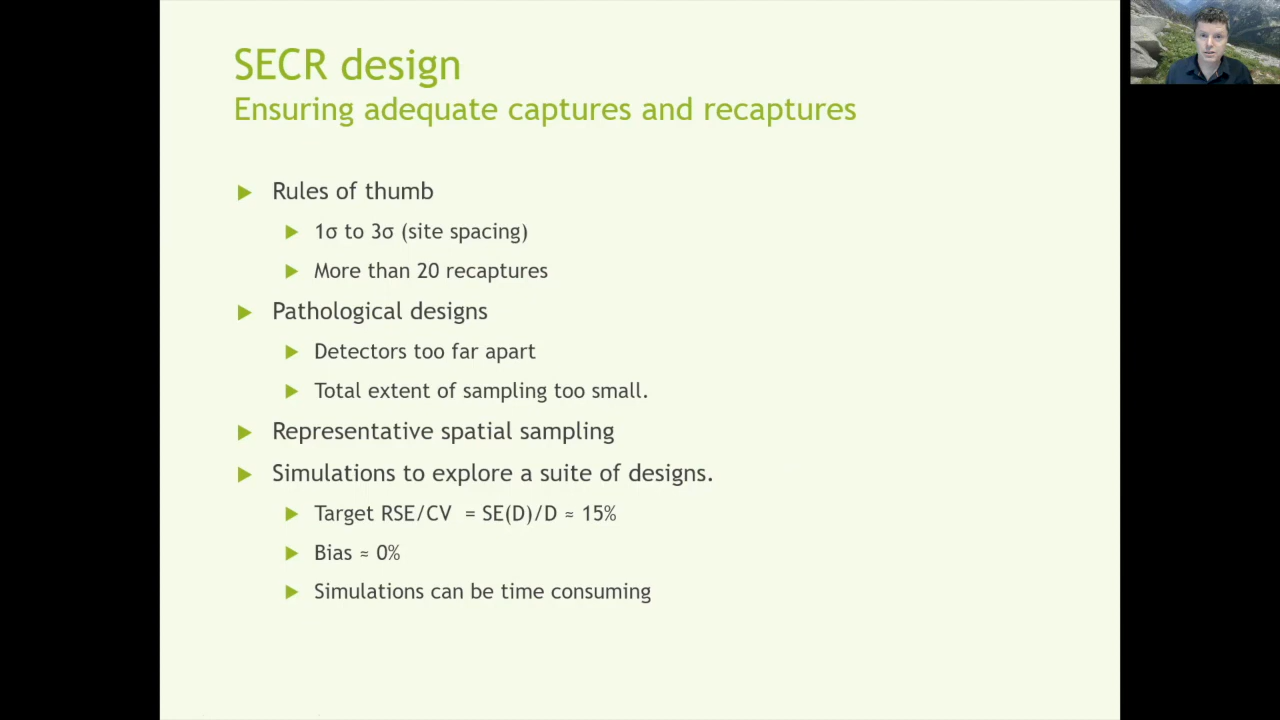 SECR design
Ensuring adequate captures and recaptures
Rules of thumb
1σ to 3σ (site spacing)
More than 20 recaptures
Pathological designs
Detectors too far apart
Total extent of sampling too small.
Representative spatial sampling
Simulations to explore a suite of designs.
Target RSE/CV = SE(D)/D ≈ 15%
Bias ≈ 0%
Simulations can be time consuming